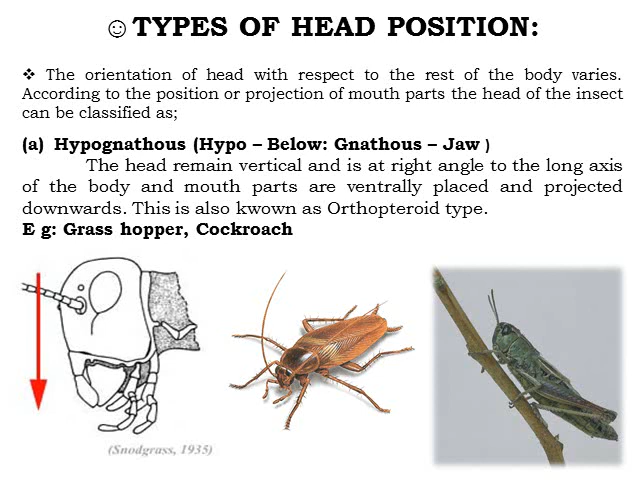 ☺TYPES OF HEAD POSITION:
❖ The orientation of head with respect to the rest of the body varies.
According to the position or projection of mouth parts the head of the insect
can be classified as;
(a) Hypognathous (Hypo – Below: Gnathous – Jaw )
The head remain vertical and is at right angle to the long axis
of the body and mouth parts are ventrally placed and projected
downwards. This is also kwown as Orthopteroid type.
E g: Grass hopper, Cockroach
(Snodgrass, 1935)